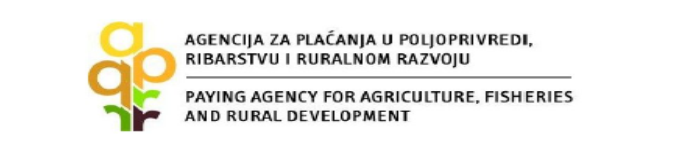 a
a p
r r
AGENCIJA ZA PLAĆANJA U POLJOPRIVREDI,
RIBARSTVU I RURALNOM RAZVOJU
PAYING AGENCY FOR AGRICULTURE, FISHERIES
AND RURAL DEVELOPMENT